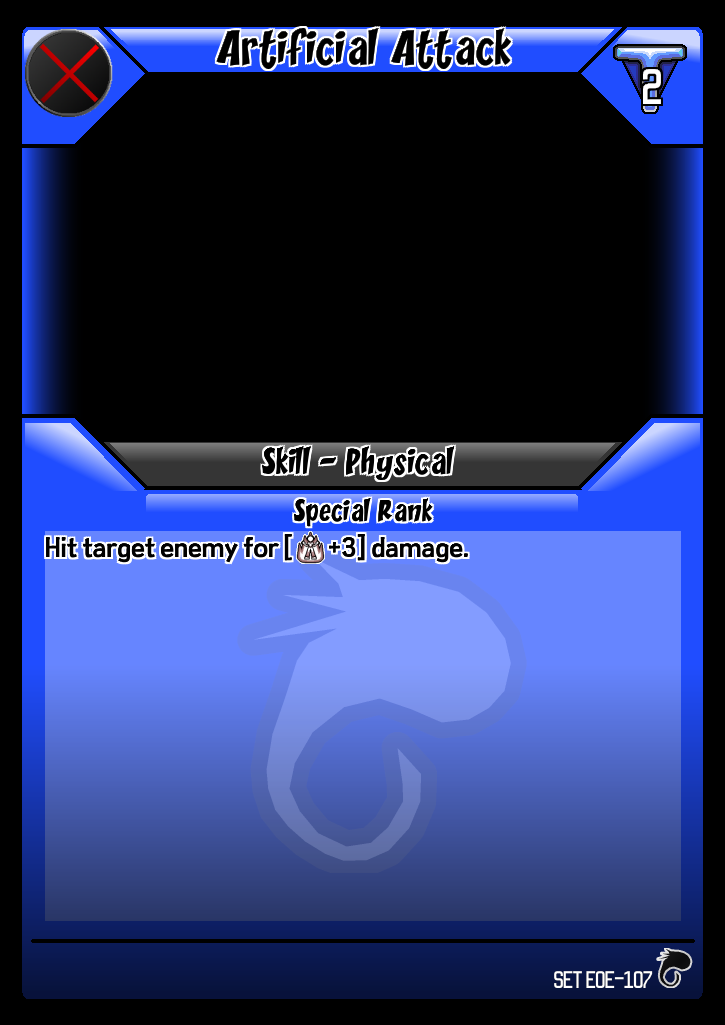 Artificial Attack
2
Skill - Physical
Special Rank
Hit target enemy for [ +3] damage.
SET EOE-107